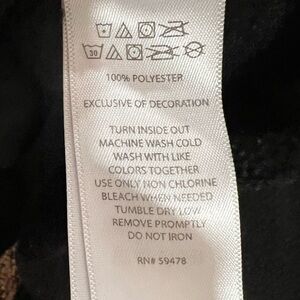 30
100% POLYESTER
EXCLUSIVE OF DECORATION
TURN INSIDE OUT
MACHINE WASH COLD
WASH WITH LIKE
COLORS TOGETHER
USE ONLY NON CHLORINE
BLEACH WHEN NEEDED
TUMBLE DRY LOW
REMOVE PROMPTLY
DO NOT IRON
RN# 59478